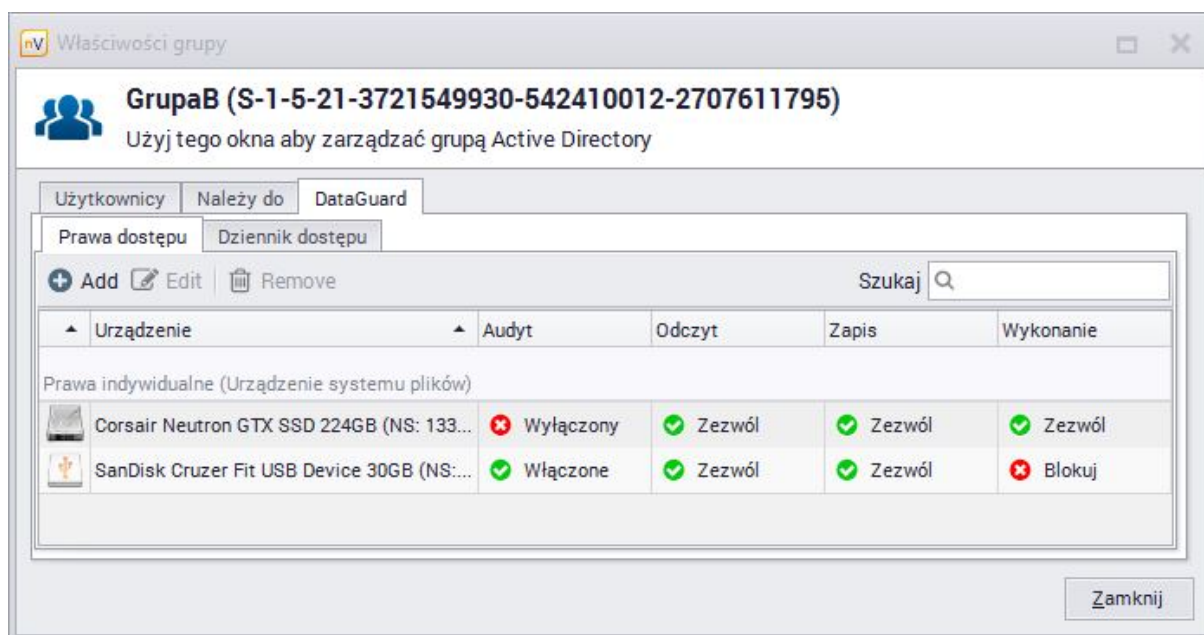 nV Właściwości grupy
GrupaB (S-1-5-21-3721549930-542410012-2707611795)
Użyj tego okna aby zarządzać grupą Active Directory
Użytkownicy Należy do DataGuard
Prawa dostępu Dziennik dostępu
Add Edit Remove Szukaj
Urządzenie Audyt Odczyt Zapis Wykonanie
Prawa indywidualne (Urządzenie systemu plików)
Corsair Neutron GTX SSD 224GB (NS: 133... Wyłączony Zezwól Zezwól Zezwól
SanDisk Cruzer Fit USB Device 30GB (NS:... Włączone Zezwól Zezwól Blokuj
Zamknij